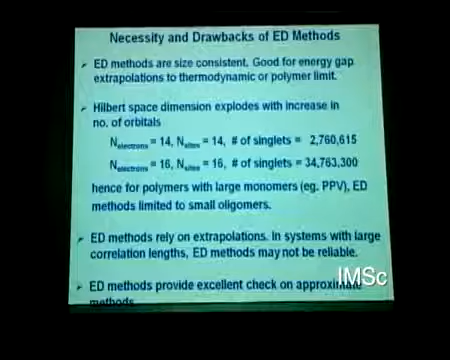 Necessity and Drawbacks of ED Methods
➢ ED methods are size consistent. Good for energy gap
extrapolations to thermodynamic or polymer limit.
➢ Hilbert space dimension explodes with increase in
no. of orbitals
Nelectrons = 14, Nsites = 14, # of singlets = 2,760,615
Nelectrons = 16, Nsites = 16, # of singlets = 34,763,300
hence for polymers with large monomers (eg. PPV), ED
methods limited to small oligomers.
➢ ED methods rely on extrapolations. In systems with large
correlation lengths, ED methods may not be reliable.
➢ ED methods provide excellent check on approximate
methods.
IMSc